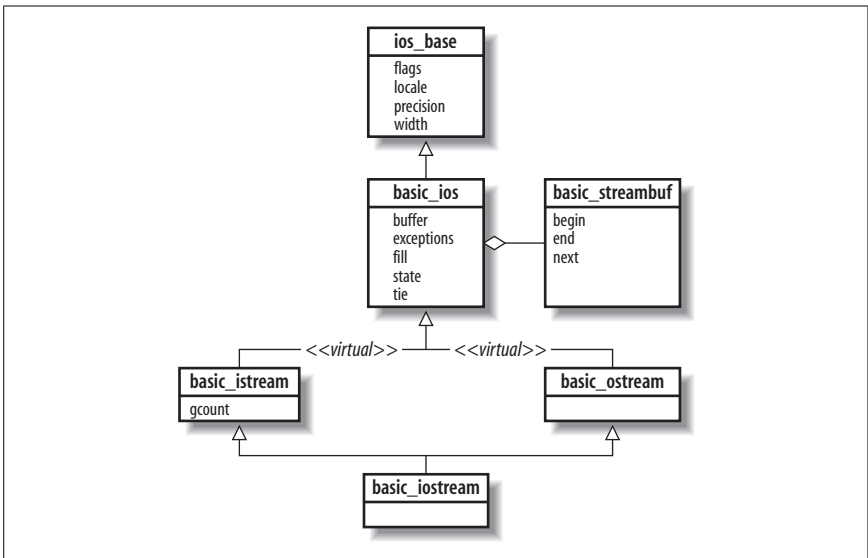 ios_base
flags
locale
precision
width
basic_ios
buffer
exceptions
fill
state
tie
basic_streambuf
begin
end
next
<<virtual>>
<<virtual>>
basic_istream
gcount
basic_ostream
basic_iostream